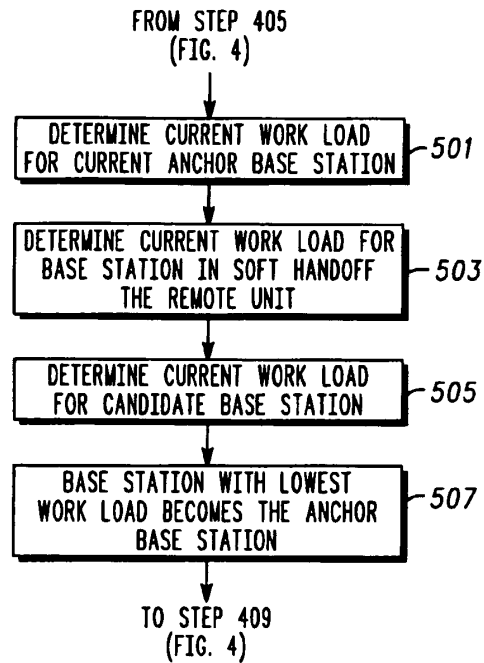 FROM STEP 405
(FIG. 4)
DETERMINE CURRENT WORK LOAD
FOR CURRENT ANCHOR BASE STATION
501
DETERMINE CURRENT WORK LOAD FOR
BASE STATION IN SOFT HANDOFF
THE REMOTE UNIT
503
DETERMINE CURRENT WORK LOAD
FOR CANDIDATE BASE STATION
505
BASE STATION WITH LOWEST
WORK LOAD BECOMES THE ANCHOR
BASE STATION
507
TO STEP 409
(FIG. 4)